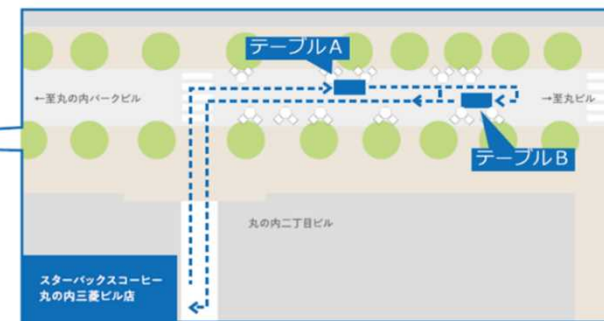 テーブルA
←至丸の内パークビル
→至丸ビル
テーブルB
丸の内二丁目ビル
スターバックスコーヒー
丸の内三菱ビル店